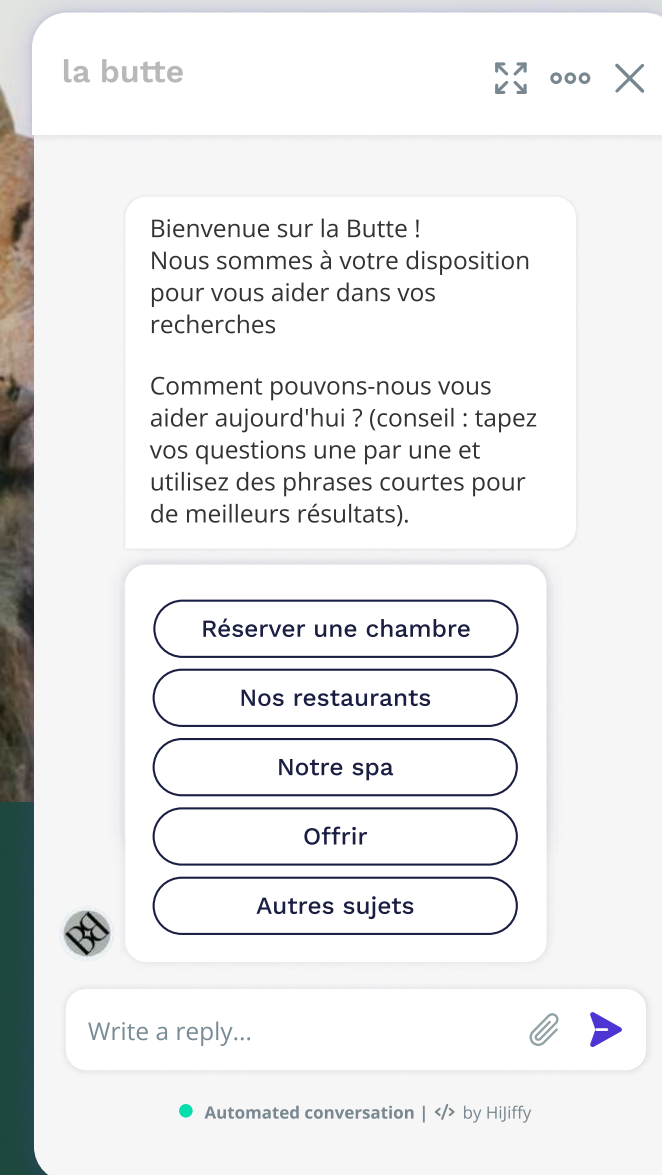 la butte
Bienvenue sur la Butte !
Nous sommes à votre disposition
pour vous aider dans vos
recherches
Comment pouvons-nous vous
aider aujourd'hui ? (conseil : tapez
vos questions une par une et
utilisez des phrases courtes pour
de meilleurs résultats).
Réserver une chambre
Nos restaurants
Notre spa
Offrir
Autres sujets
BB
Write a reply...
Automated conversation | </> by HiJiffy